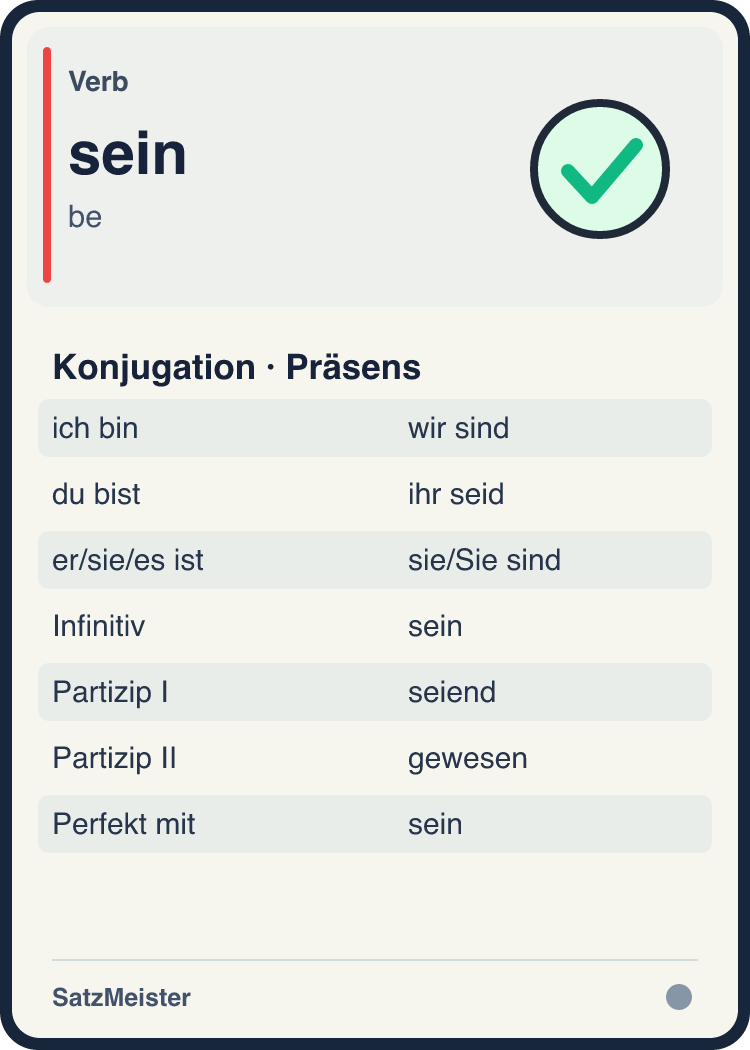 Verb
sein
be
Konjugation · Präsens
ich bin wir sind
du bist ihr seid
er/sie/es ist sie/Sie sind
Infinitiv sein
Partizip I seiend
Partizip II gewesen
Perfekt mit sein
SatzMeister